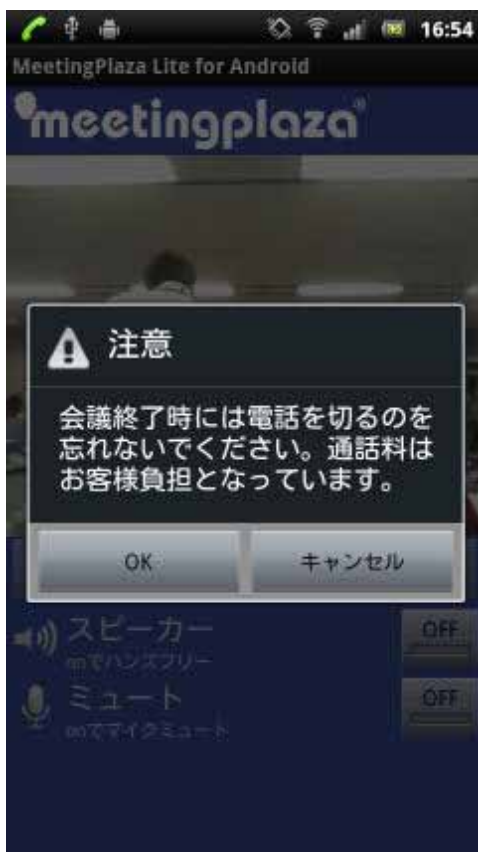 16:54
MeetingPlaza Lite for Android
meetingplaza®
注意
会議終了時には電話を切るのを
忘れないでください。通話料は
お客様負担となっています。
OK キャンセル
スピーカー OFF
onでハンズフリー
ミュート OFF
onでマイクミュート